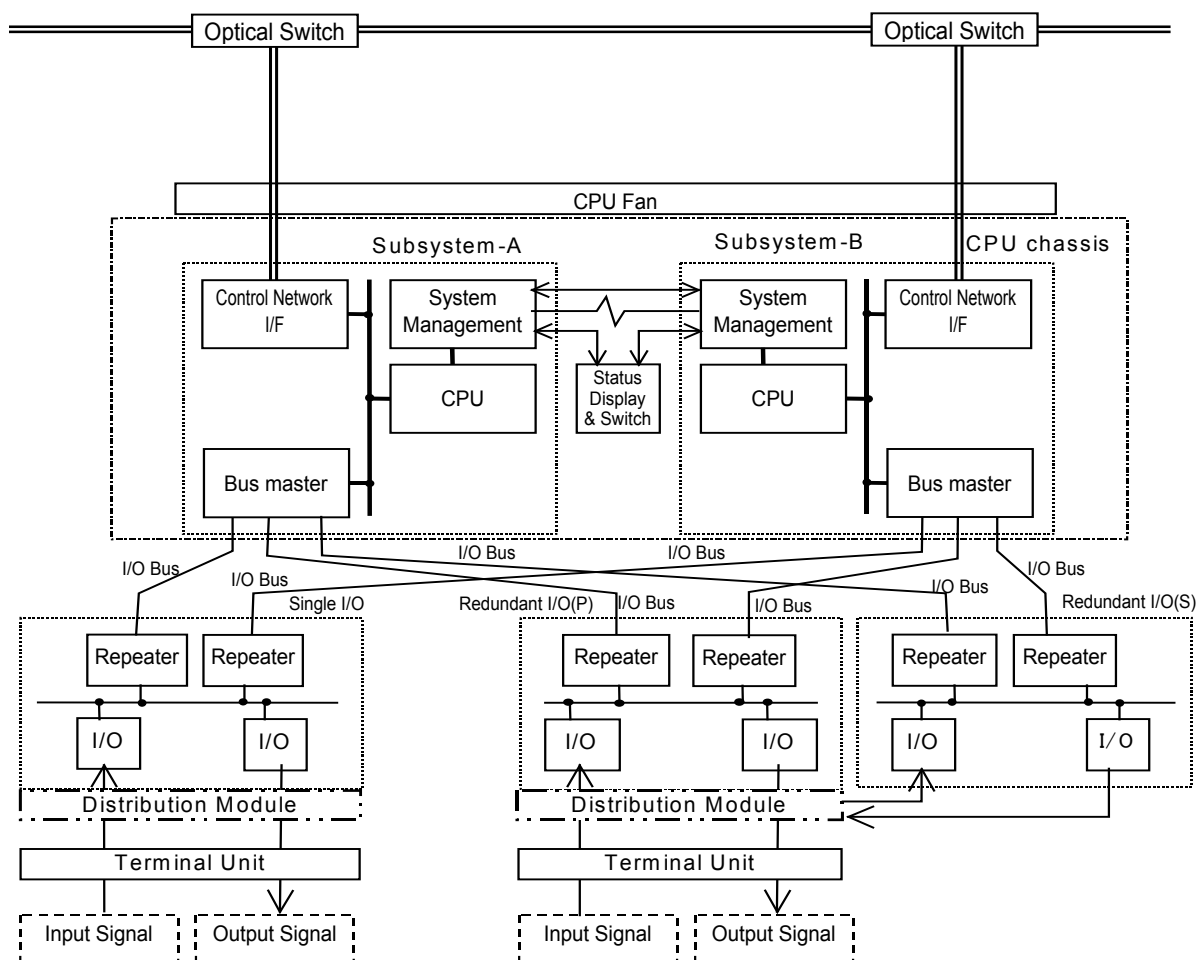 Optical Switch
Optical Switch
CPU Fan
Subsystem-A
Subsystem-B
CPU chassis
Control Network
I/F
System
Management
System
Management
Control Network
I/F
CPU
Status
Display
& Switch
CPU
Bus master
Bus master
I/O Bus
I/O Bus
I/O Bus
I/O Bus
I/O Bus
I/O Bus
Single I/O
Redundant I/O(P)
Redundant I/O(S)
Repeater
Repeater
Repeater
Repeater
Repeater
Repeater
I/O
I/O
I/O
I/O
I/O
I/O
Distribution Module
Distribution Module
Terminal Unit
Terminal Unit
Input Signal
Output Signal
Input Signal
Output Signal